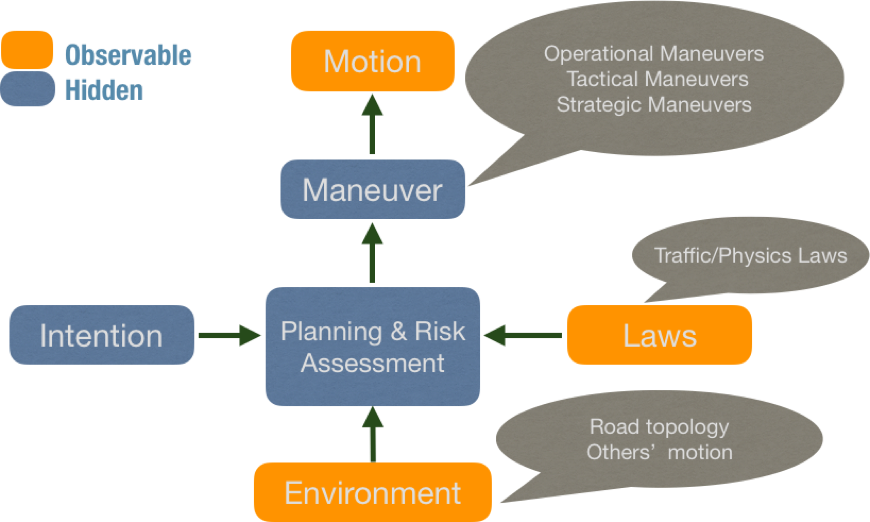 Observable
Hidden
Motion
Operational Maneuvers
Tactical Maneuvers
Strategic Maneuvers
Maneuver
Traffic/Physics Laws
Intention
Planning & Risk
Assessment
Laws
Road topology
Others’ motion
Environment